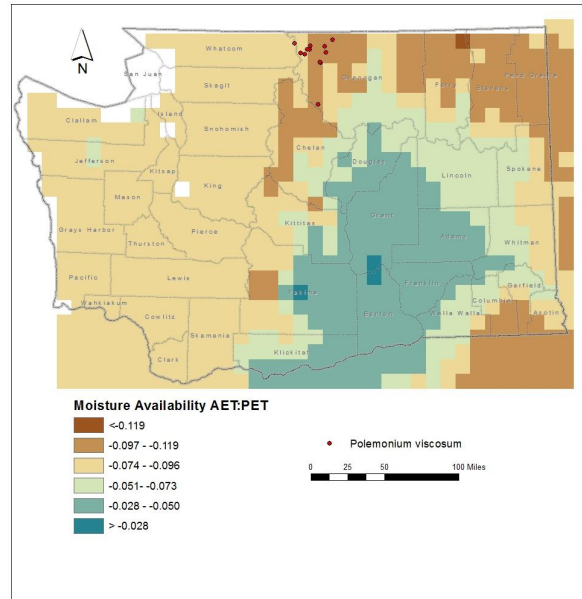 N
Whatcom
San Juan
Skagit
Okanogan
Ferry
Stevens
Pend Oreille
Island
Clallam
Snohomish
Chelan
Jefferson
Kitsap
Douglas
Lincoln
Spokane
Mason
King
Grant
Grays Harbor
Kittitas
Pierce
Adams
Whitman
Thurston
Pacific
Lewis
Yakima
Franklin
Garfield
Columbia
Wahkiakum
Cowlitz
Benton
Walla Walla
Asotin
Skamania
Klickitat
Clark
Moisture Availability AET:PET
<-0.119
-0.097 - -0.119
-0.074 - -0.096
-0.051- -0.073
-0.028 - -0.050
> -0.028
Polemonium viscosum
0 25 50 100 Miles